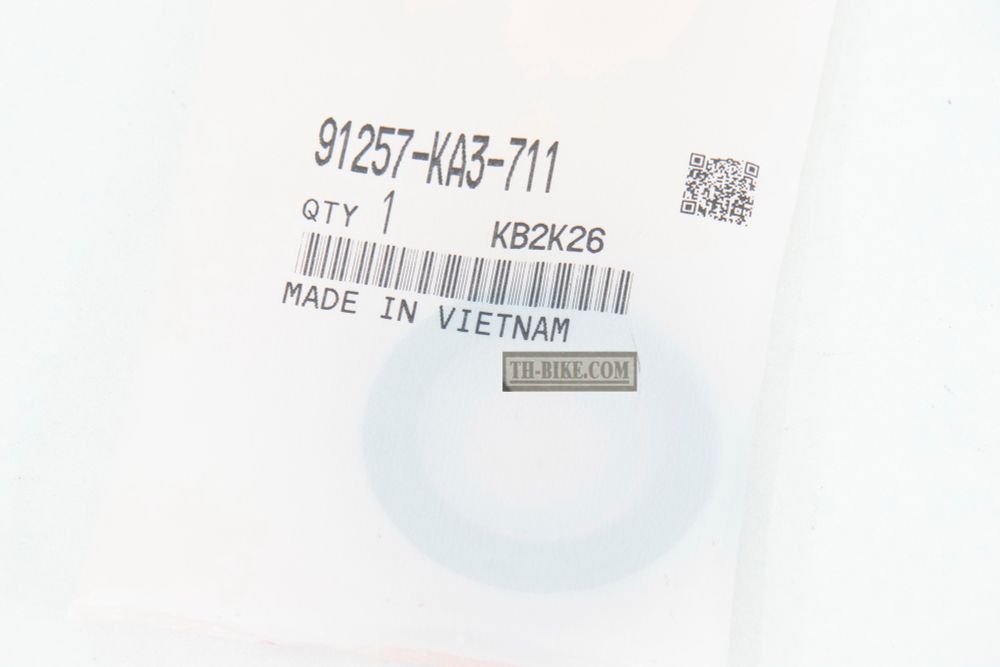 91257-KA3-711
QTY 1 KB2K26
MADE IN VIETNAM
TH-BIKE.COM